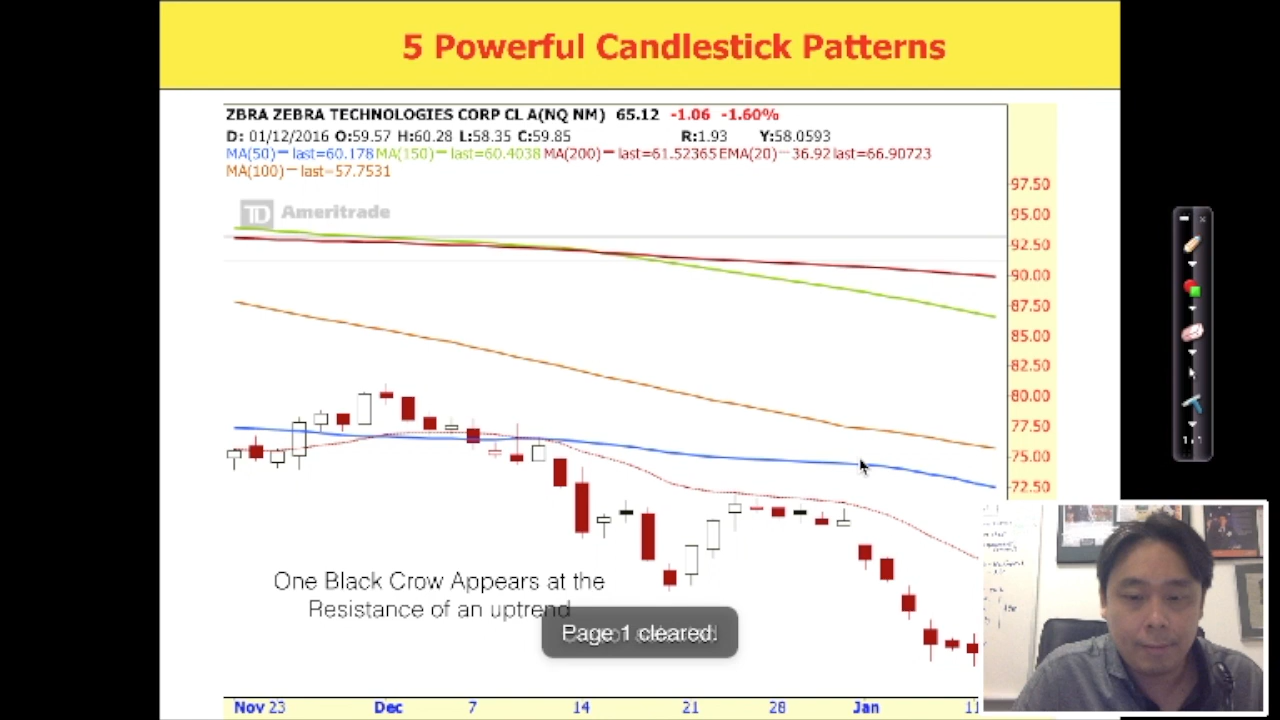 5 Powerful Candlestick Patterns
ZBRA ZEBRA TECHNOLOGIES CORP CL A(NQ NM) 65.12 -1.06 -1.60%
D: 01/12/2016 O:59.57 H:60.28 L:58.35 C:59.85 R:1.93 Y:58.0593
MA(50) — last=60.178 MA(150) — last=60.4038 MA(200) — last=61.52365 EMA(20) --- 36.92 last=66.90723
MA(100) — last=57.7531
TD Ameritrade
97.50
95.00
92.50
90.00
87.50
85.00
82.50
80.00
77.50
75.00
72.50
One Black Crow Appears at the
Resistance of an uptrend
Page 1 cleared.
Nov 23 Dec 7 14 21 28 Jan 11